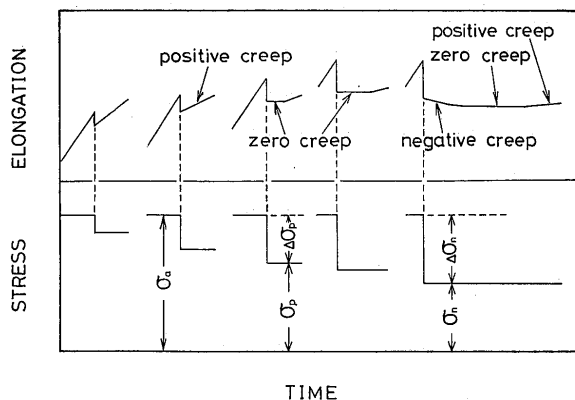 positive creep
positive creep
zero creep
zero creep
negative creep
ELONGATION
STRESS
σa
Δσp
σp
Δσn
σn
TIME